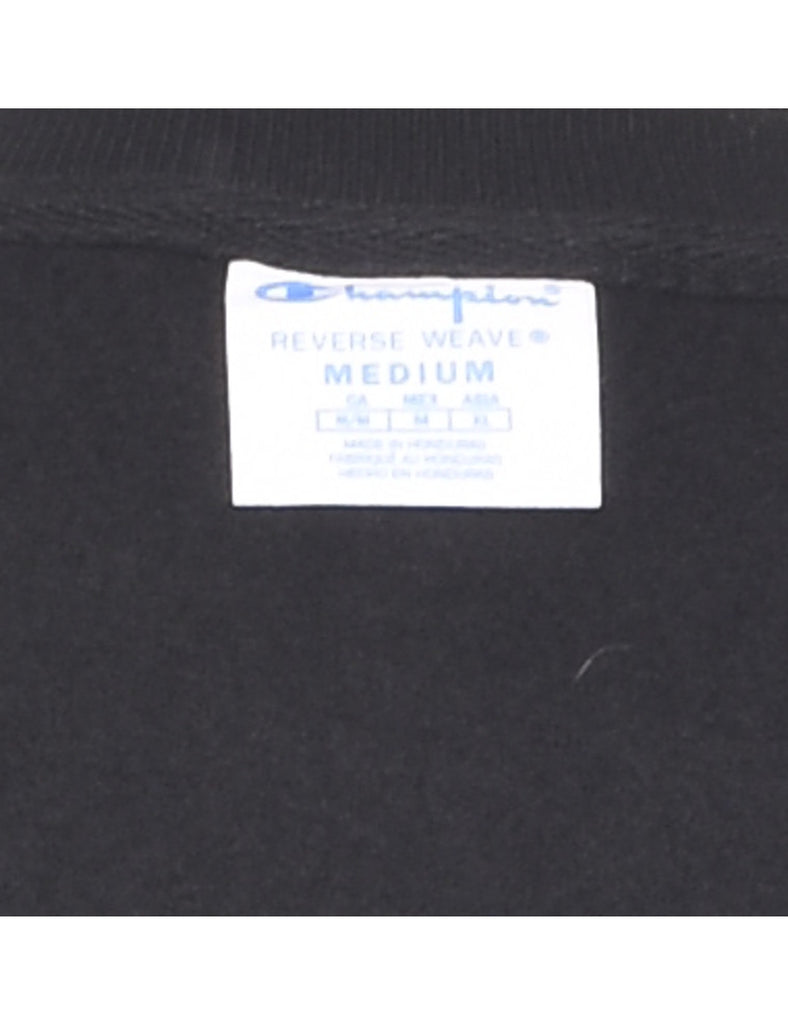 Champion
REVERSE WEAVE®
MEDIUM
CA MEX ASIA
M/M M XL
MADE IN HONDURAS
FABRIQUÉ AU HONDURAS
HECHO EN HONDURAS